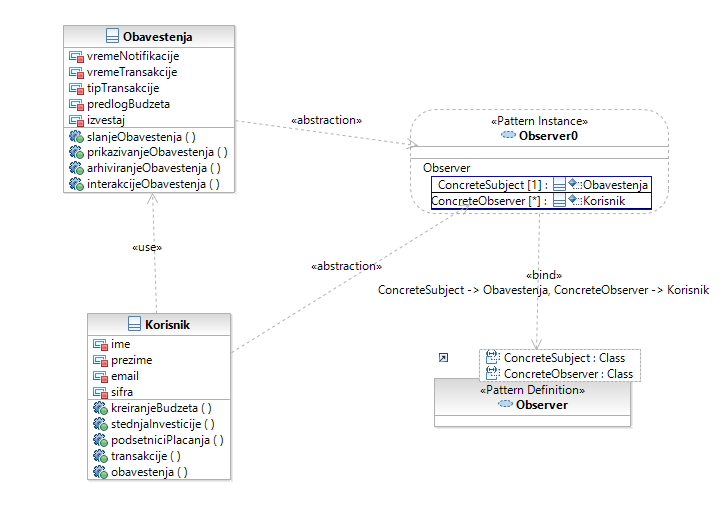 Obavestenja
vremeNotifikacije
vremeTransakcije
tipTransakcije
predlogBudzeta
izvestaj
slanjeObavestenja ( )
prikazivanjeObavestenja ( )
arhiviranjeObavestenja ( )
interakcijeObavestenja ( )
«abstraction»
«Pattern Instance»
Observer0
Observer
ConcreteSubject [1] : Obavestenja
ConcreteObserver [*] : Korisnik
«use»
«abstraction»
«bind»
ConcreteSubject -> Obavestenja, ConcreteObserver -> Korisnik
Korisnik
ime
prezime
email
sifra
kreiranjeBudzeta ( )
stednjaInvesticije ( )
podsetniciPlacanja ( )
transakcije ( )
obavestenja ( )
ConcreteSubject : Class
ConcreteObserver : Class
«Pattern Definition»
Observer